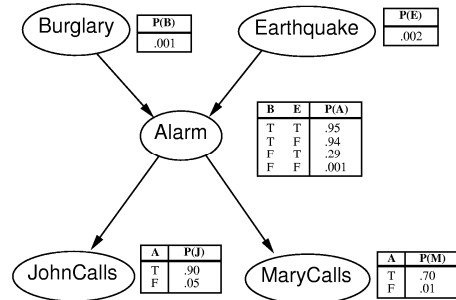 Burglary
P(B)
.001
Earthquake
P(E)
.002
Alarm
B E P(A)
T T .95
T F .94
F T .29
F F .001
JohnCalls
A P(J)
T .90
F .05
MaryCalls
A P(M)
T .70
F .01